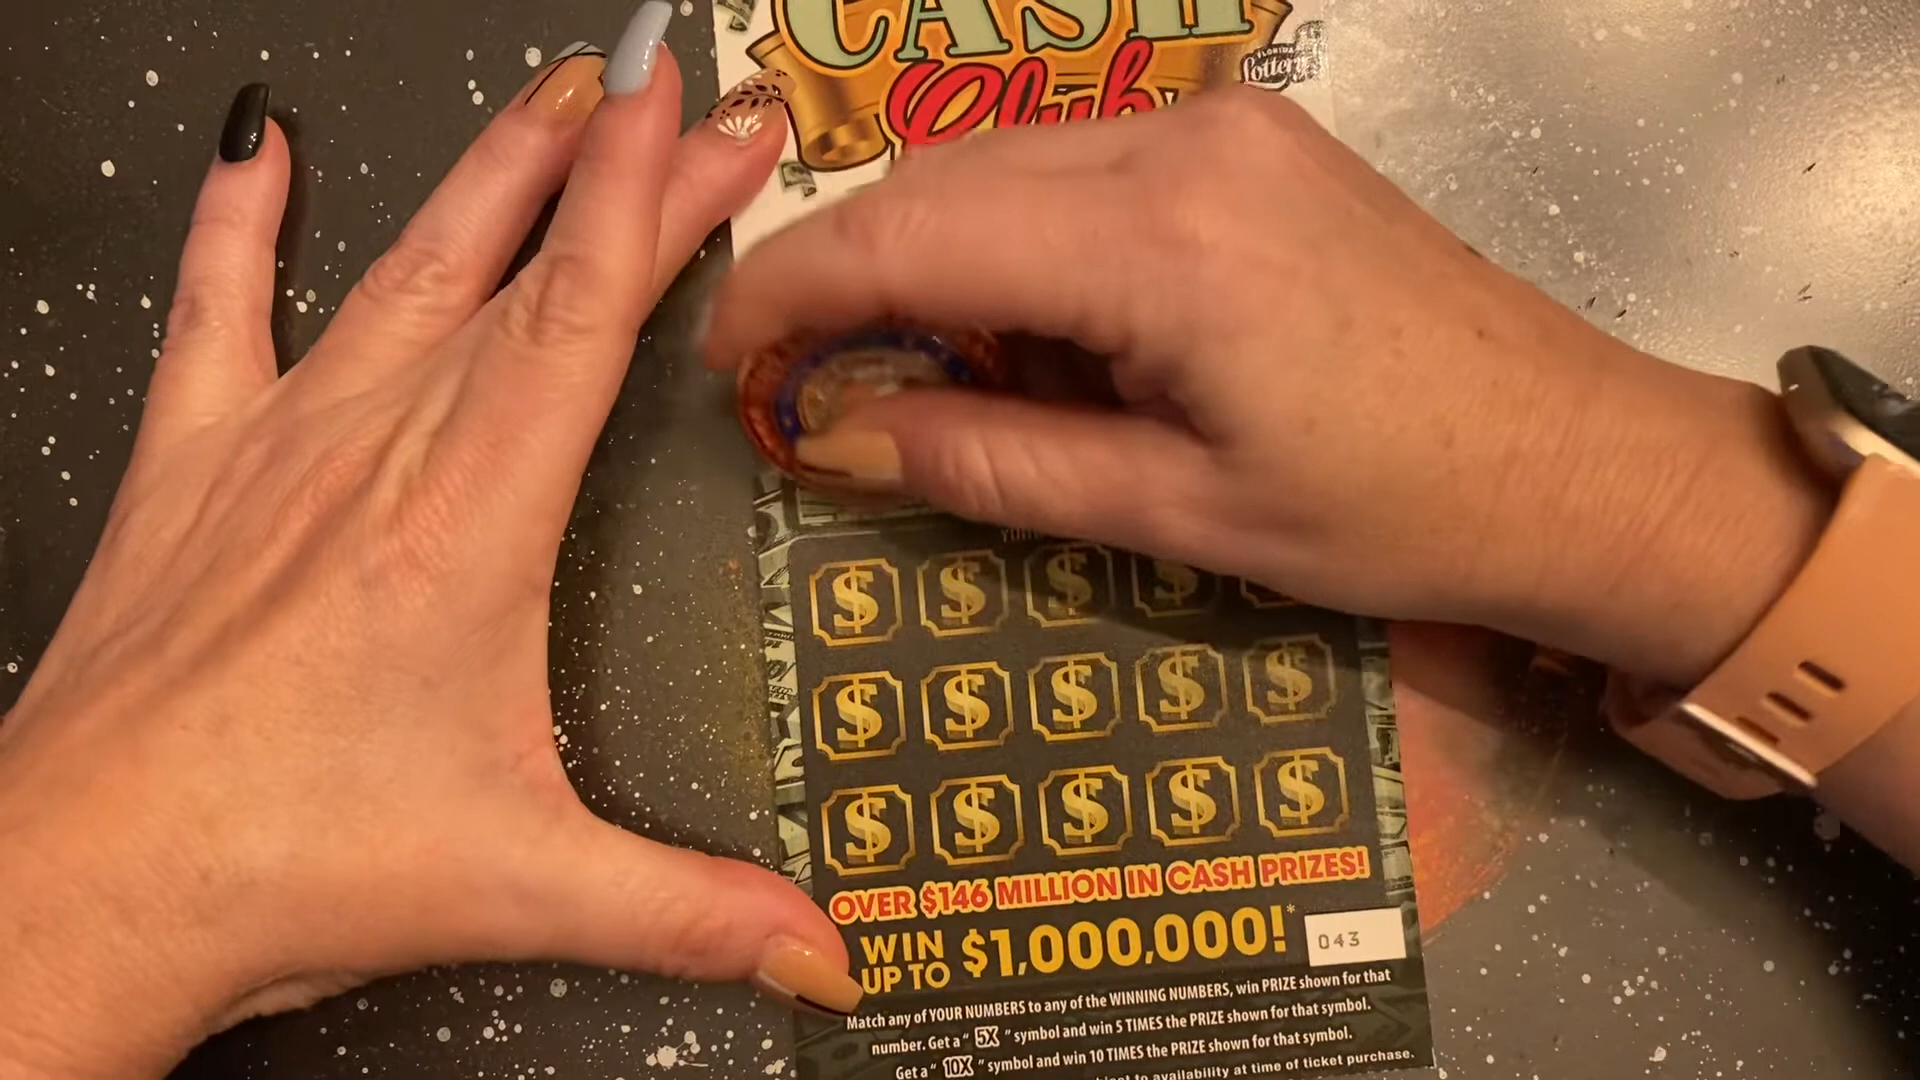 CASH
FLORIDA
Lottery
Club
$ $ $ $
$ $ $ $ $
$ $ $ $ $
OVER $146 MILLION IN CASH PRIZES!
WIN UP TO $1,000,000!*
043
Match any of YOUR NUMBERS to any of the WINNING NUMBERS, win PRIZE shown for that
number. Get a " 5X " symbol and win 5 TIMES the PRIZE shown for that symbol.
Get a " 10X " symbol and win 10 TIMES the PRIZE shown for that symbol.
to availability at time of ticket purchase.